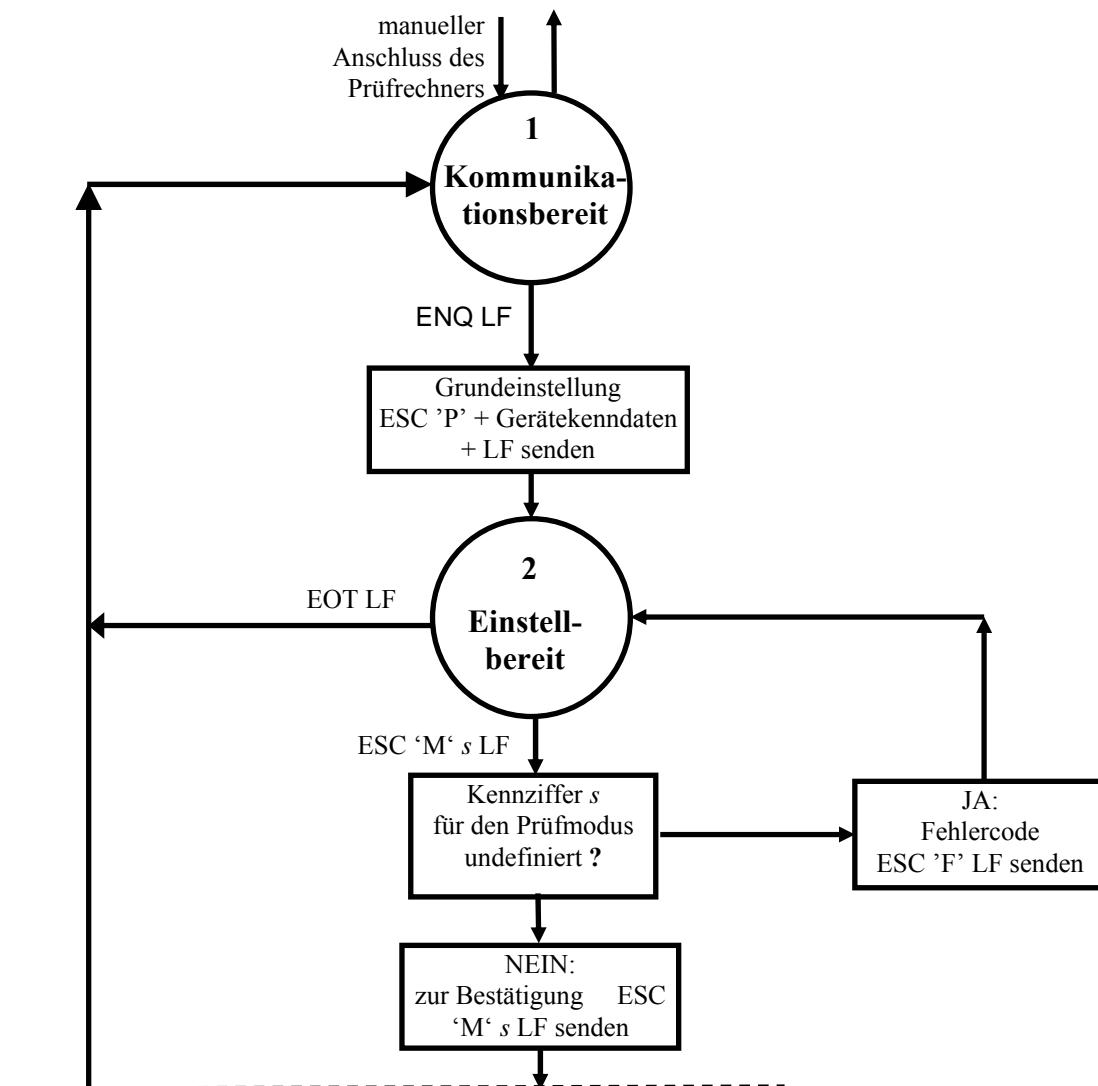 manueller
Anschluss des
Prüfrechners
1
Kommunika-
tionsbereit
ENQ LF
Grundeinstellung
ESC ’P’ + Gerätekenndaten
+ LF senden
2
Einstell-
bereit
EOT LF
ESC ‘M‘ s LF
Kennziffer s
für den Prüfmodus
undefiniert ?
JA:
Fehlercode
ESC ’F’ LF senden
NEIN:
zur Bestätigung ESC
‘M‘ s LF senden